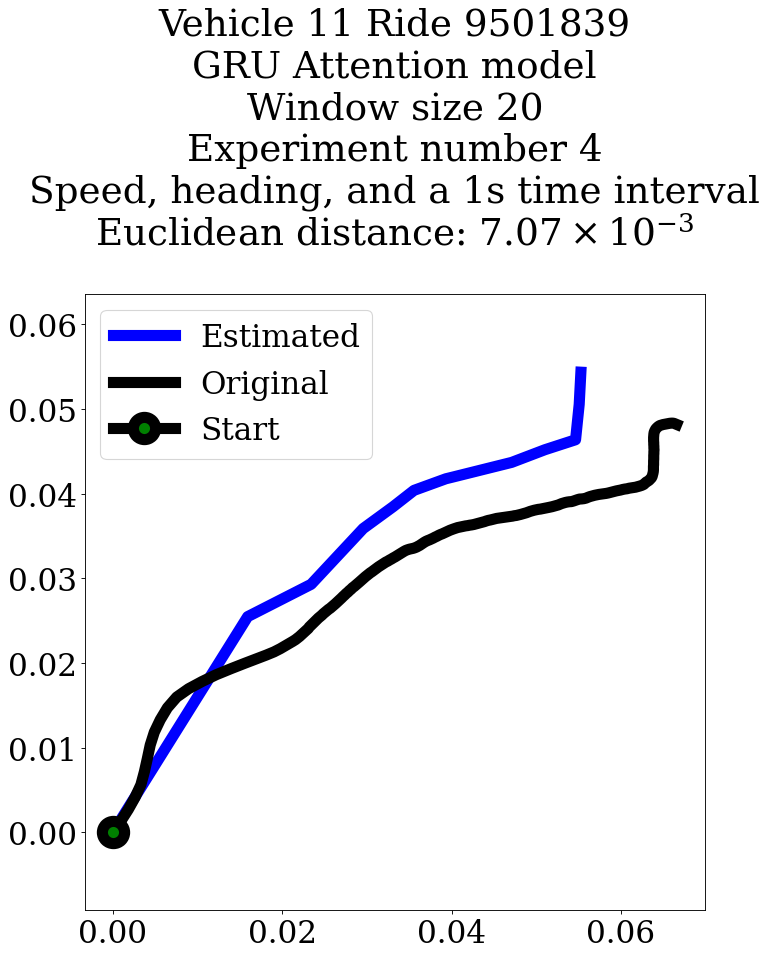 Vehicle 11 Ride 9501839
GRU Attention model
Window size 20
Experiment number 4
Speed, heading, and a 1s time interval
Euclidean distance: 7.07 × 10⁻³
Estimated
Original
Start
0.06
0.05
0.04
0.03
0.02
0.01
0.00
0.00 0.02 0.04 0.06